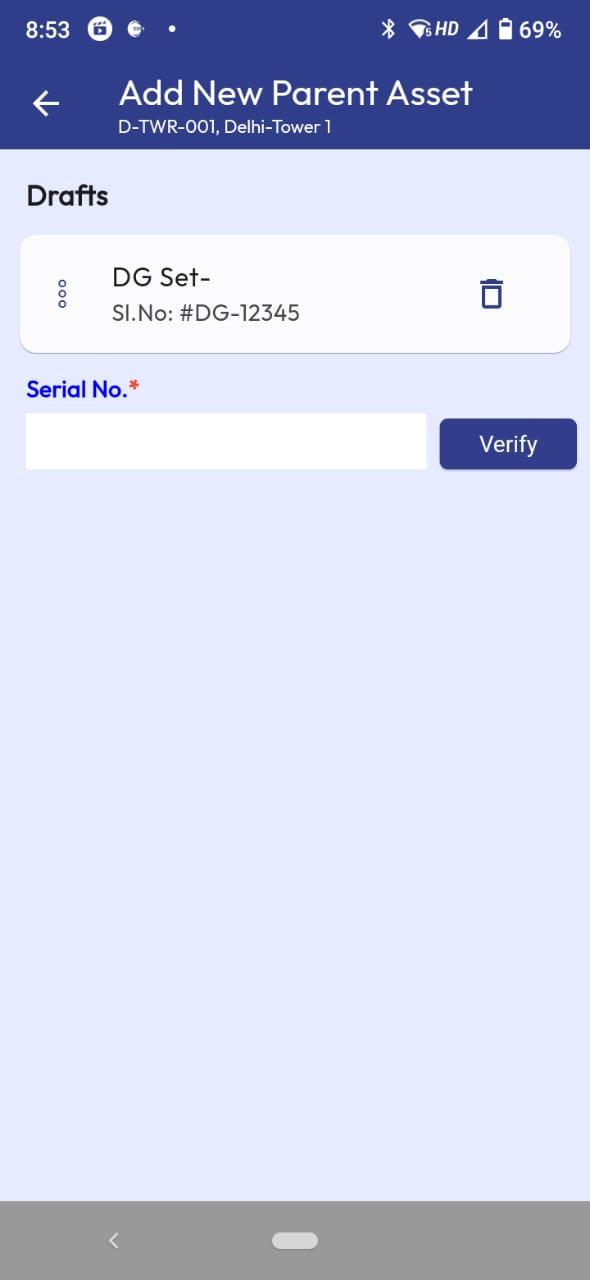 8:53 5 HD 69%
Add New Parent Asset
D-TWR-001, Delhi-Tower 1
Drafts
DG Set-
Sl.No: #DG-12345
Serial No.*
Verify